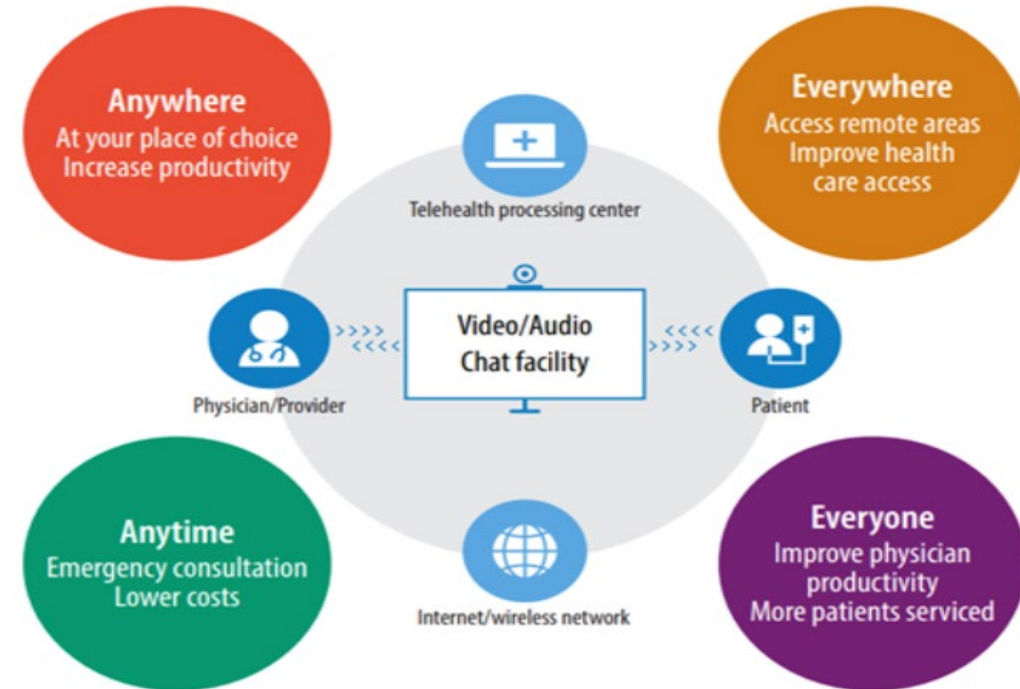 Anywhere
At your place of choice
Increase productivity
Everywhere
Access remote areas
Improve health
care access
Telehealth processing center
Video/Audio
Chat facility
Physician/Provider
Patient
Anytime
Emergency consultation
Lower costs
Internet/wireless network
Everyone
Improve physician
productivity
More patients serviced